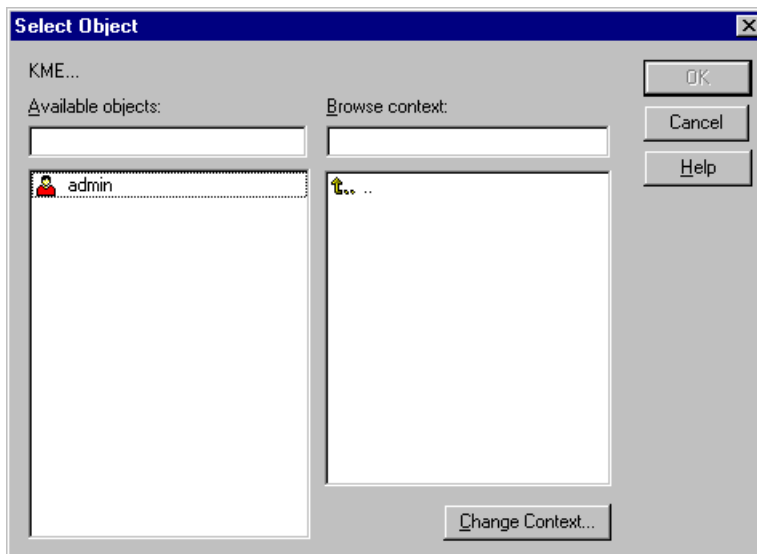 Select Object
KME...
Available objects:
Browse context:
OK
Cancel
Help
admin
..
Change Context...